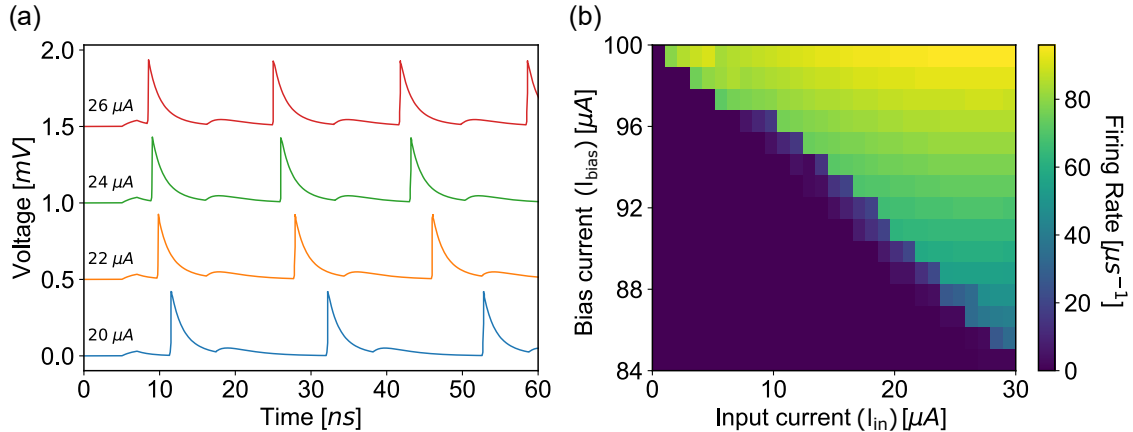 (a)
Voltage [mV]
2.0
1.5
1.0
0.5
0.0
26 μA
24 μA
22 μA
20 μA
0
10
20
30
40
50
60
Time [ns]
(b)
Bias current (I_bias) [μA]
100
96
92
88
84
0
10
20
30
Input current (I_in) [μA]
80
60
40
20
0
Firing Rate [μs⁻¹]